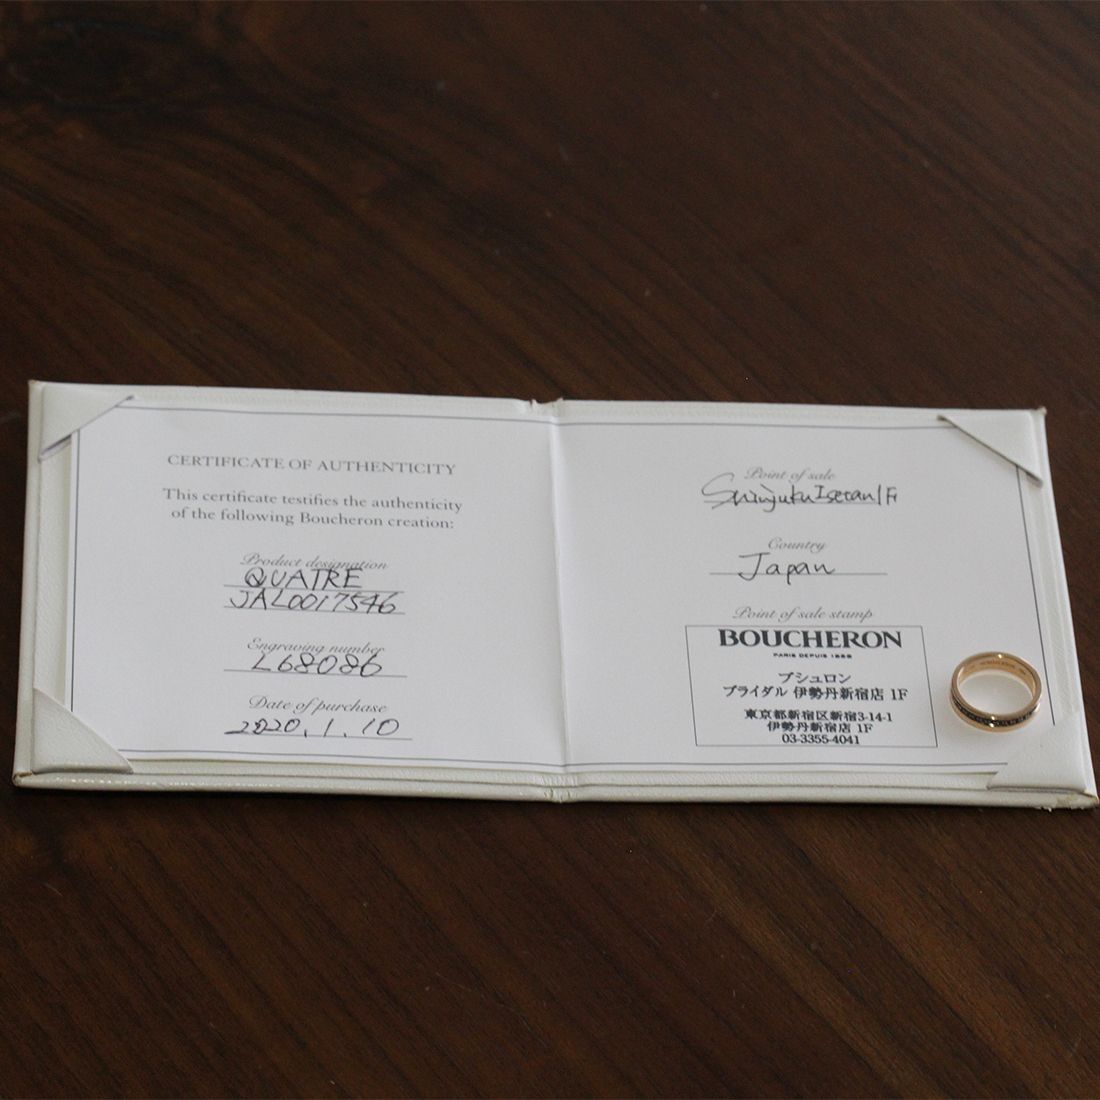 CERTIFICATE OF AUTHENTICITY
This certificate testifies the authenticity
of the following Boucheron creation:
Product designation
QUATRE
JAL0017546
Engraving number
L68086
Date of purchase
2020.1.10
Point of sale
Shinjuku Isetan 1F
Country
Japan
Point of sale stamp
BOUCHERON
PARIS DEPUIS 1858
ブシュロン
ブライダル 伊勢丹新宿店 1F
東京都新宿区新宿3-14-1
伊勢丹新宿店 1F
03-3355-4041